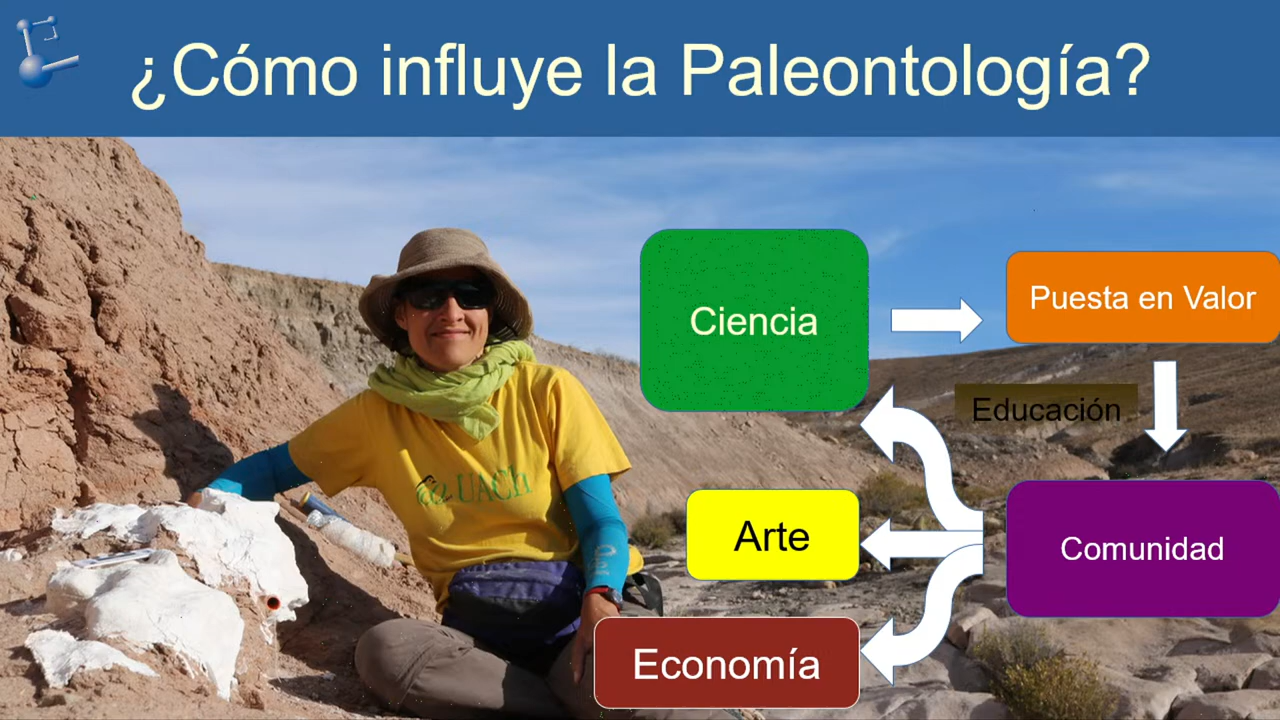 ¿Cómo influye la Paleontología?
Ciencia
Puesta en Valor
Educación
UACh
Arte
Comunidad
Economía